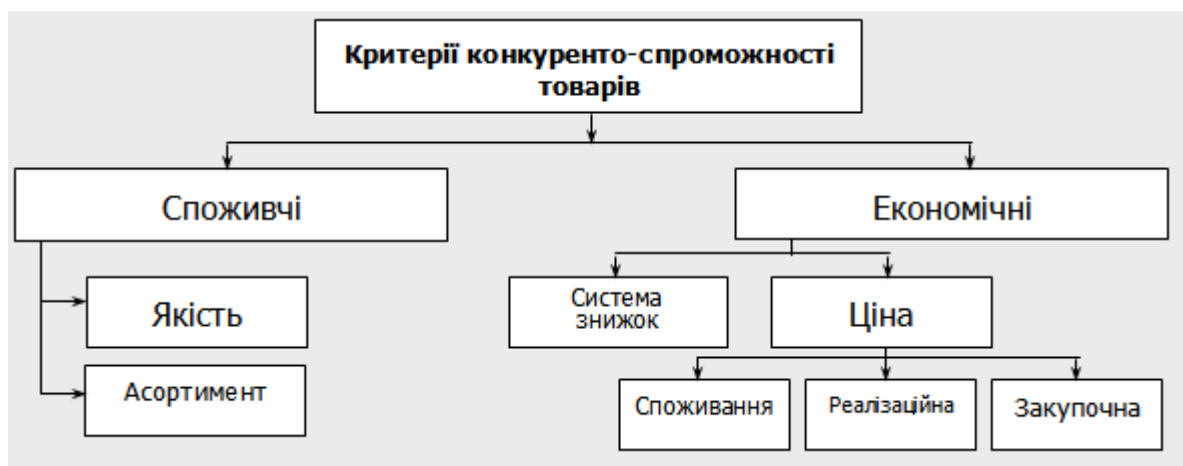 Критерії конкуренто-спроможності
товарів
Споживчі
Економічні
Якість
Асортимент
Система
знижок
Ціна
Споживання
Реалізаційна
Закупочна